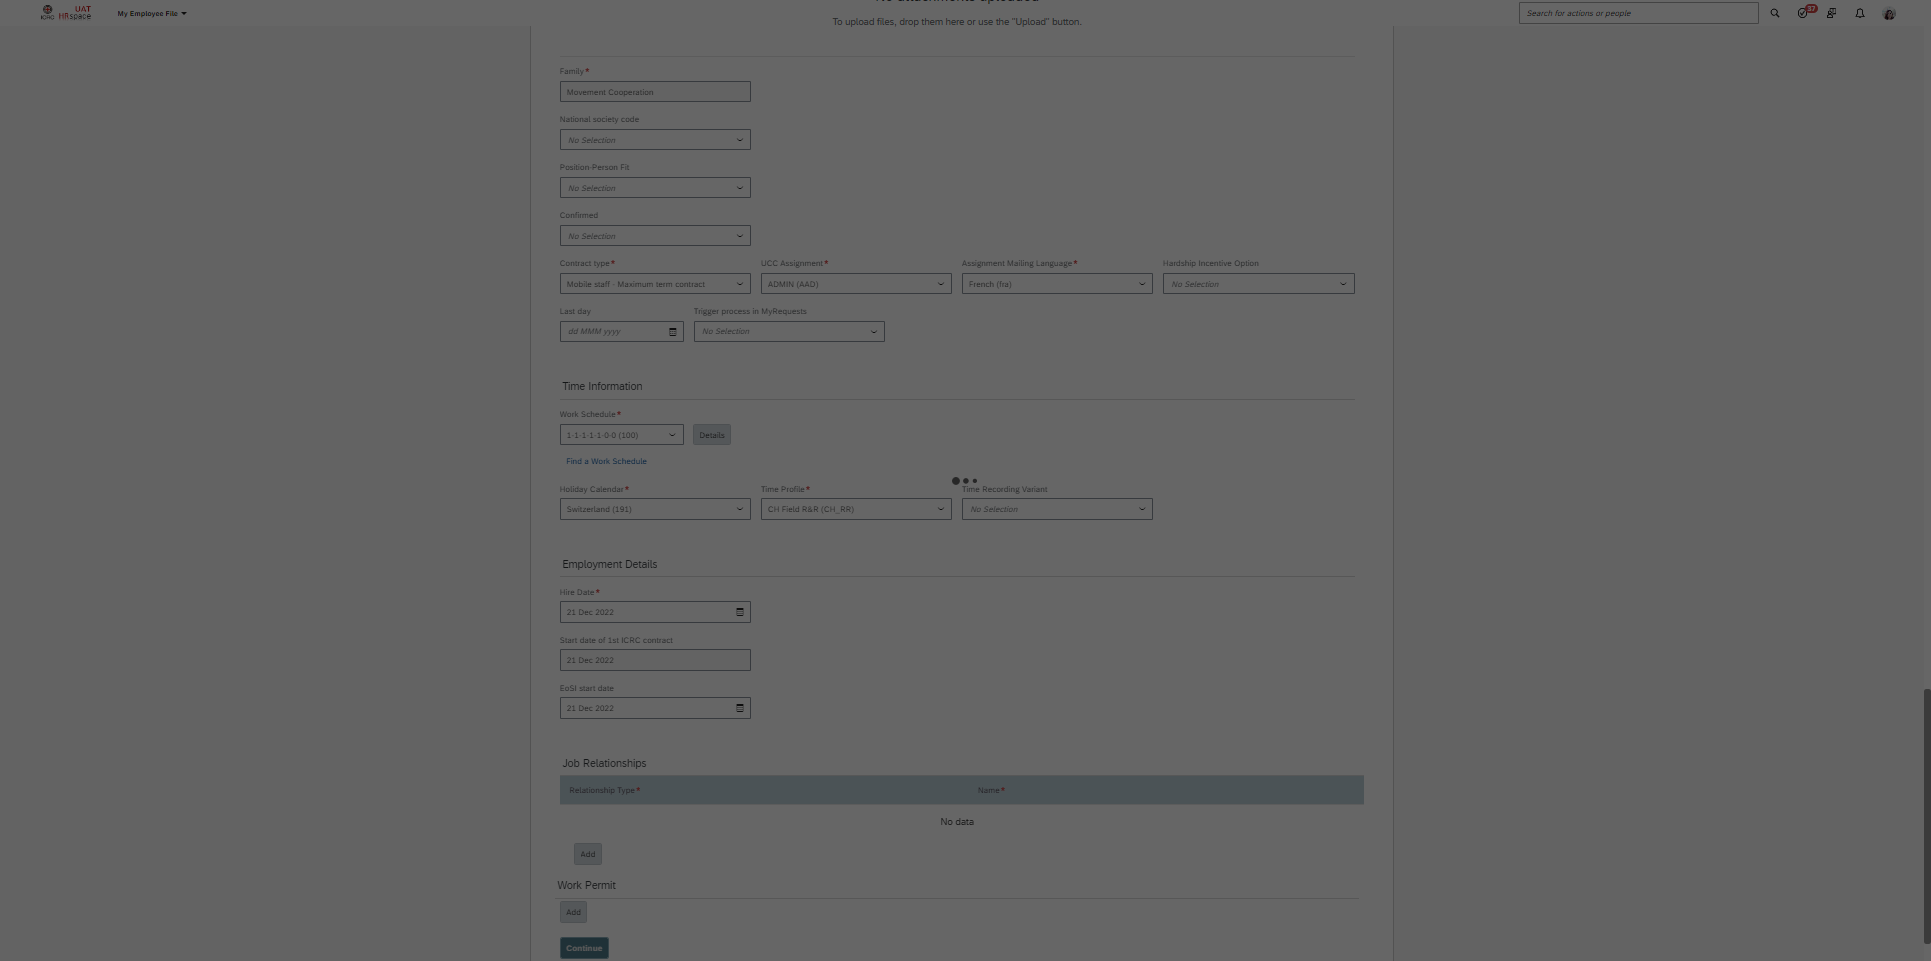 UAT
ICRC HRspace
My Employee File
Search for actions or people
37
To upload files, drop them here or use the "Upload" button.
Family*
Movement Cooperation
National society code
No Selection
Position-Person Fit
No Selection
Confirmed
No Selection
Contract type* UCC Assignment* Assignment Mailing Language* Hardship Incentive Option
Mobile staff - Maximum term contract ADMIN (AAD) French (fra) No Selection
Last day Trigger process in MyRequests
dd MMM yyyy No Selection
Time Information
Work Schedule*
1-1-1-1-1-0-0 (100) Details
Find a Work Schedule
Holiday Calendar* Time Profile* Time Recording Variant
Switzerland (191) CH Field R&R (CH_RR) No Selection
Employment Details
Hire Date*
21 Dec 2022
Start date of 1st ICRC contract
21 Dec 2022
EoSI start date
21 Dec 2022
Job Relationships
Relationship Type* Name*
No data
Add
Work Permit
Add
Continue